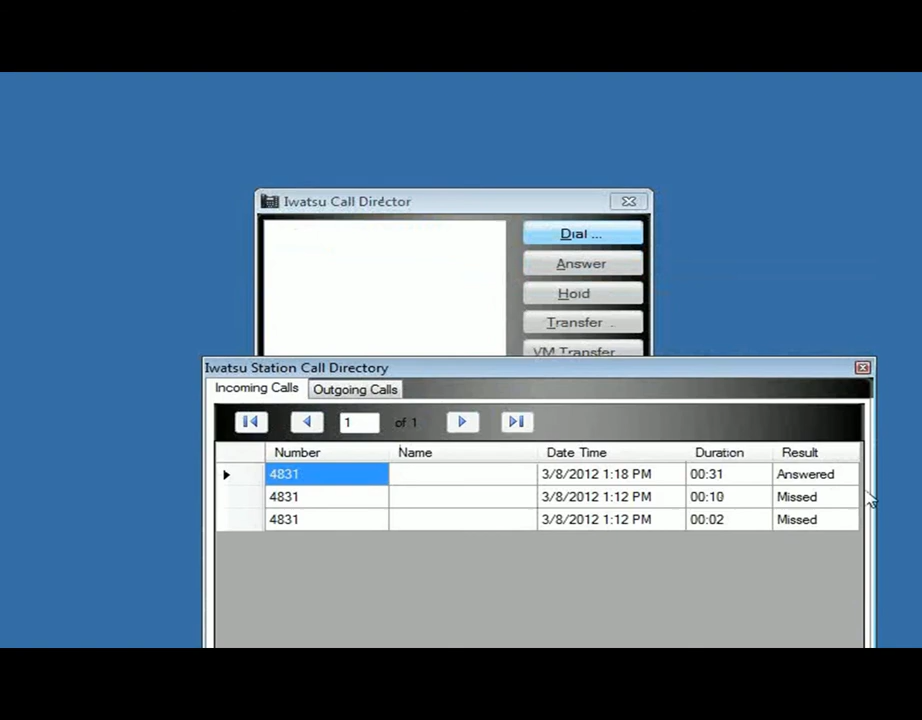 Iwatsu Call Director
Dial ...
Answer
Hold
Transfer ..
VM Transfer
Iwatsu Station Call Directory
Incoming Calls Outgoing Calls
1 of 1
Number Name Date Time Duration Result
4831 3/8/2012 1:18 PM 00:31 Answered
4831 3/8/2012 1:12 PM 00:10 Missed
4831 3/8/2012 1:12 PM 00:02 Missed